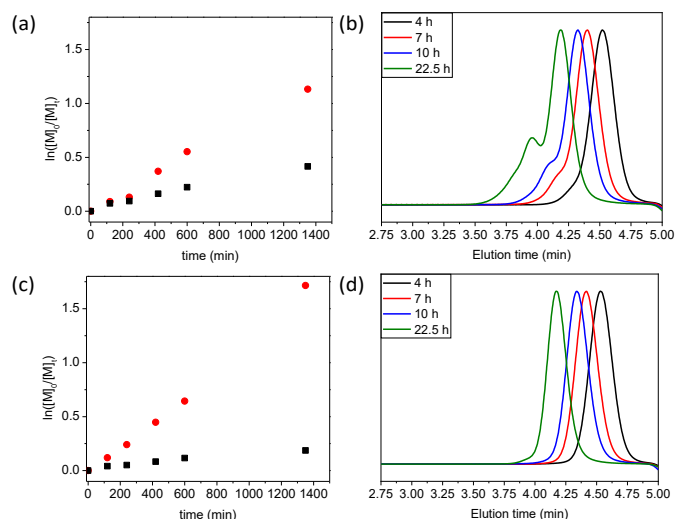 (a)
1.5
1.0
0.5
0.0
ln([M]0/[M]t)
0 200 400 600 800 1000 1200 1400
time (min)
(b)
4 h
7 h
10 h
22.5 h
2.75 3.00 3.25 3.50 3.75 4.00 4.25 4.50 4.75 5.00
Elution time (min)
(c)
1.5
1.0
0.5
0.0
ln([M]0/[M]t)
0 200 400 600 800 1000 1200 1400
time (min)
(d)
4 h
7 h
10 h
22.5 h
2.75 3.00 3.25 3.50 3.75 4.00 4.25 4.50 4.75 5.00
Elution time (min)